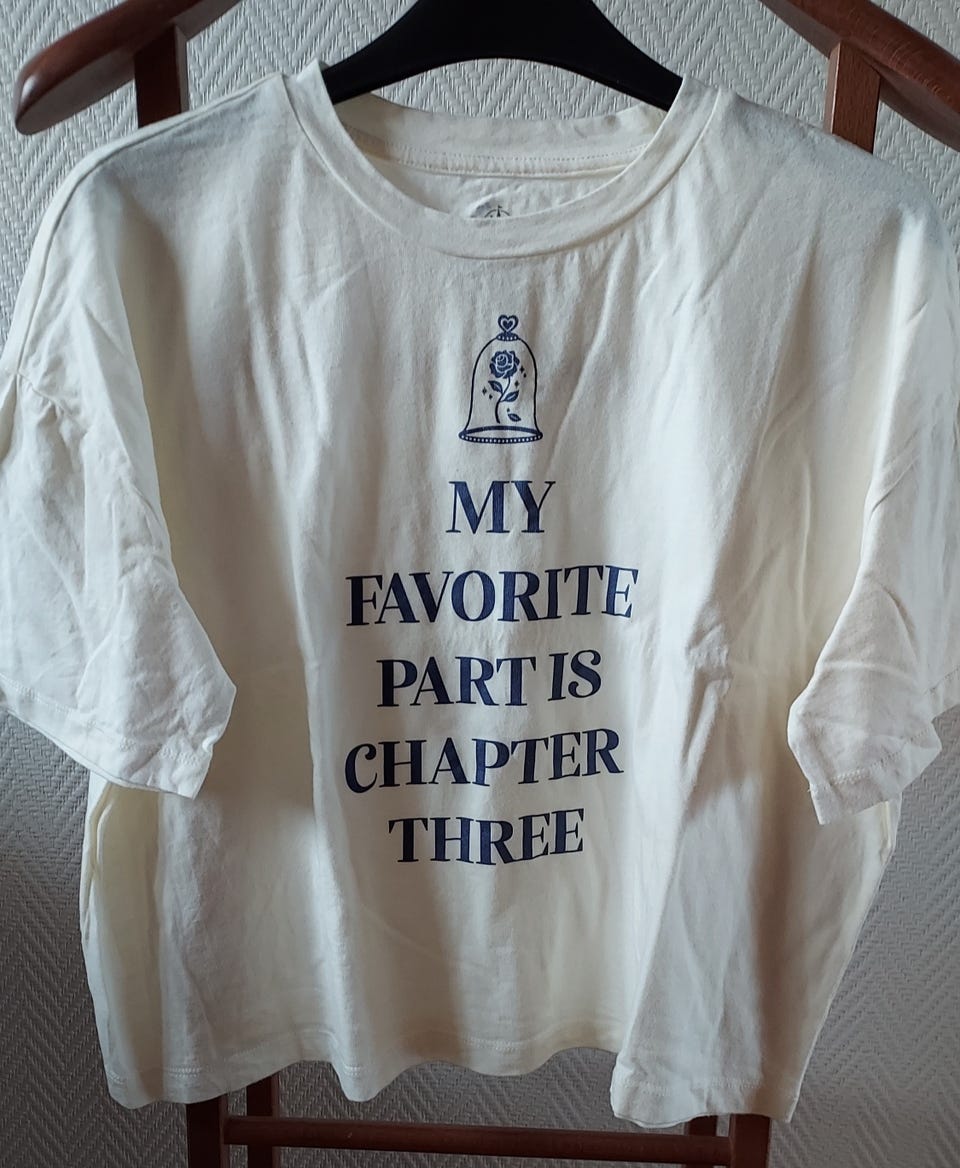 MY
FAVORITE
PART IS
CHAPTER
THREE